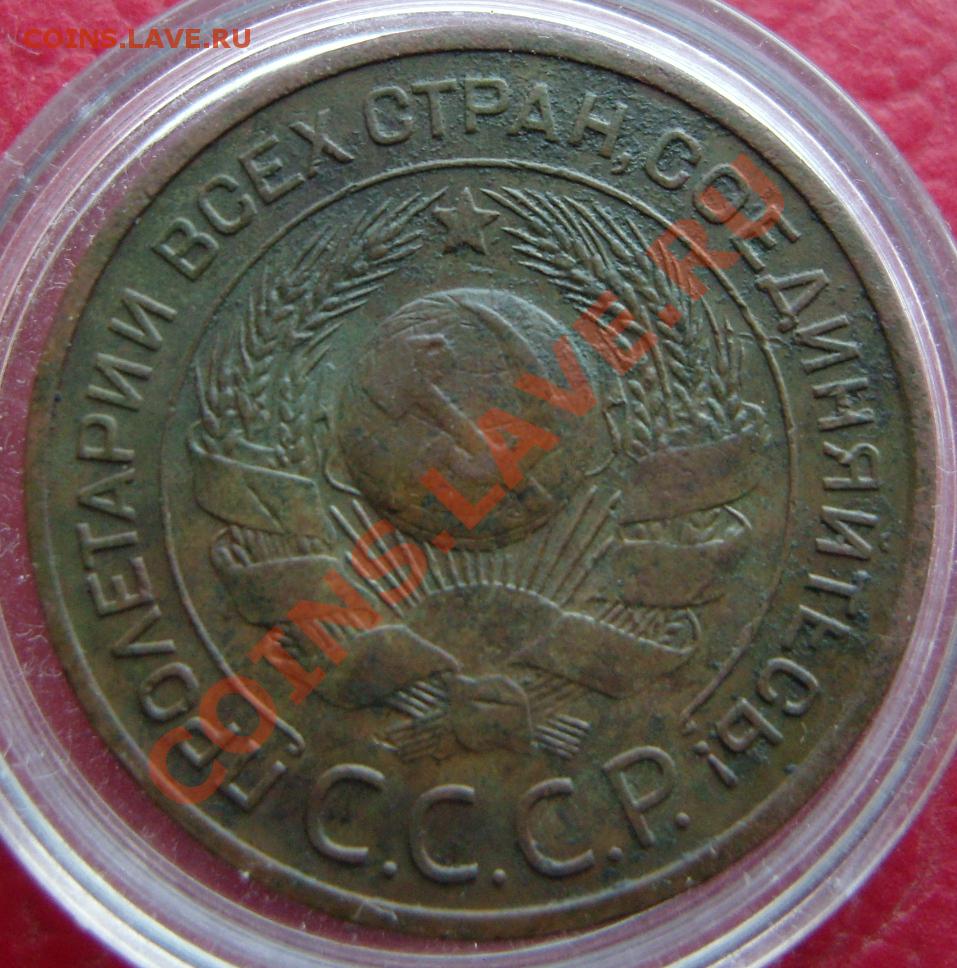 COINS.LAVE.RU
ПРОЛЕТАРИИ ВСЕХ СТРАН, СОЕДИНЯЙТЕСЬ!
С.С.С.Р.
COINS.LAVE.RU